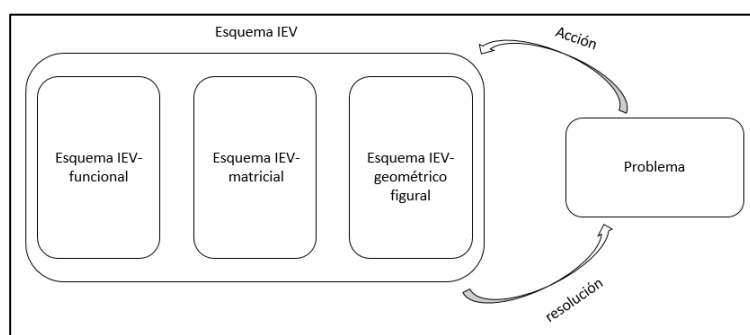 Esquema IEV
Acción
Esquema IEV-
funcional
Esquema IEV-
matricial
Esquema IEV-
geométrico
figural
Problema
resolución